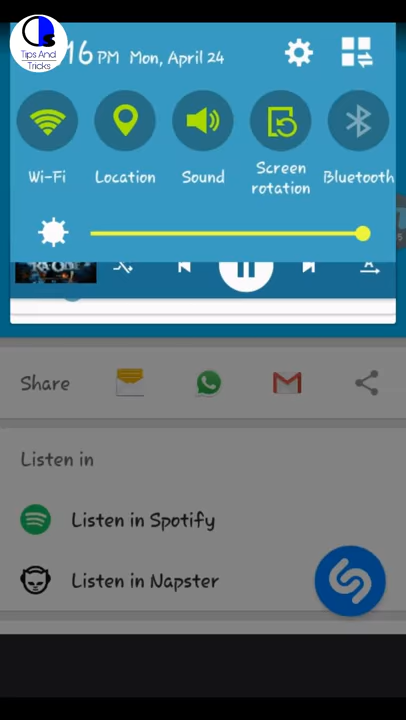 Tips And
Tricks
16 PM Mon, April 24
Wi-Fi Location Sound Screen rotation Bluetooth
Share
Listen in
Listen in Spotify
Listen in Napster